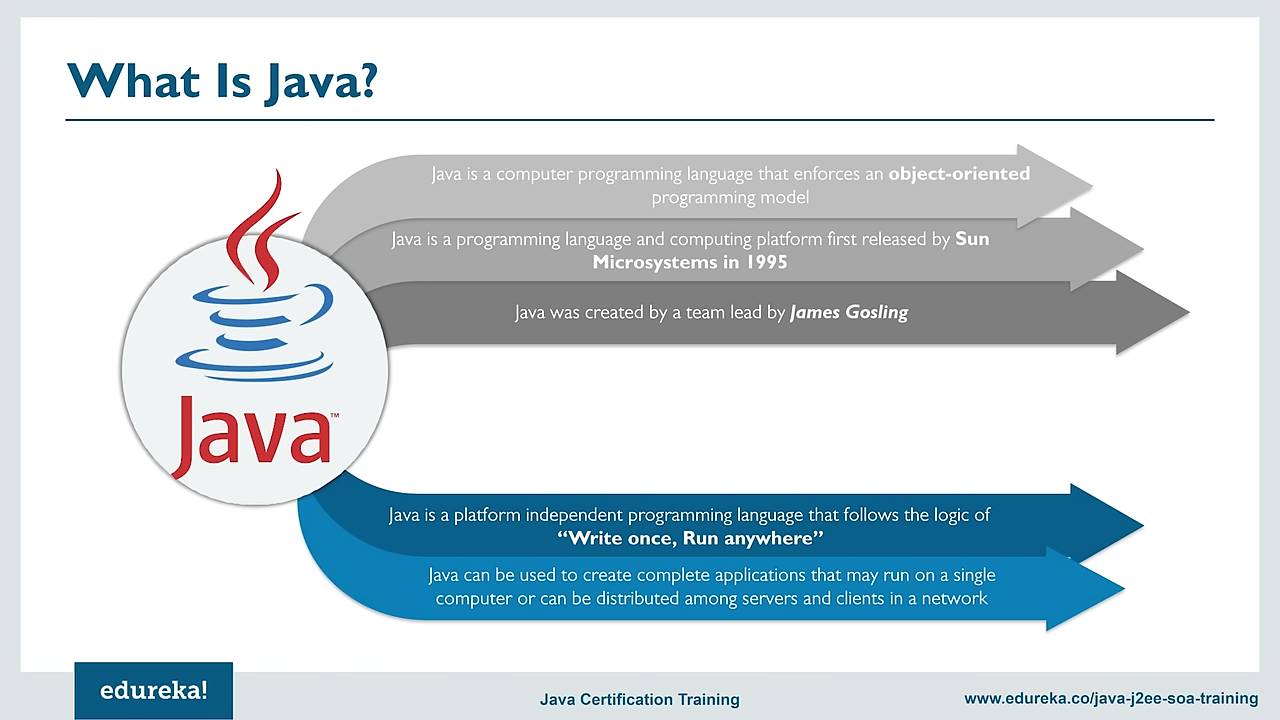 What Is Java?
Java is a computer programming language that enforces an object-oriented
programming model
Java is a programming language and computing platform first released by Sun
Microsystems in 1995
Java was created by a team lead by James Gosling
Java™
Java is a platform independent programming language that follows the logic of
“Write once, Run anywhere”
Java can be used to create complete applications that may run on a single
computer or can be distributed among servers and clients in a network
edureka!
Java Certification Training
www.edureka.co/java-j2ee-soa-training